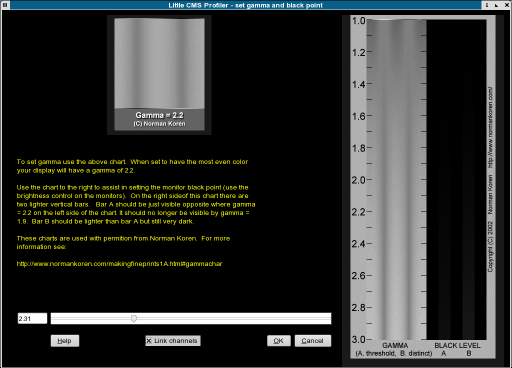 Little CMS Profiler - set gamma and black point
Gamma = 2.2
(C) Norman Koren
To set gamma use the above chart  When set to have the most even color
your display will have a gamma of 2.2.
Use the chart to the right to assist in setting the monitor black point (use the
brightness control on the monitors).  On the right sideof this chart there are
two lighter vertical bars.   Bar A should be just visible opposite where gamma
= 2.2 on the left side of the chart. It should no longer be visible by gamma =
1.9.  Bar B should be lighter than bar A but still very dark.
These charts are used with permition from Norman Koren.  For more
information see:
http://www.normankoren.com/makingfineprints1A.html#gammachar
2.31
Help
Link channels
OK
Cancel
1.0
1.2
1.4
1.6
1.8
2.0
2.2
2.4
2.6
2.8
3.0
GAMMA
(A. threshold,  B. distinct)
BLACK LEVEL
A
B
Copyright (C) 2002    Norman Koren    http://www.normankoren.com/